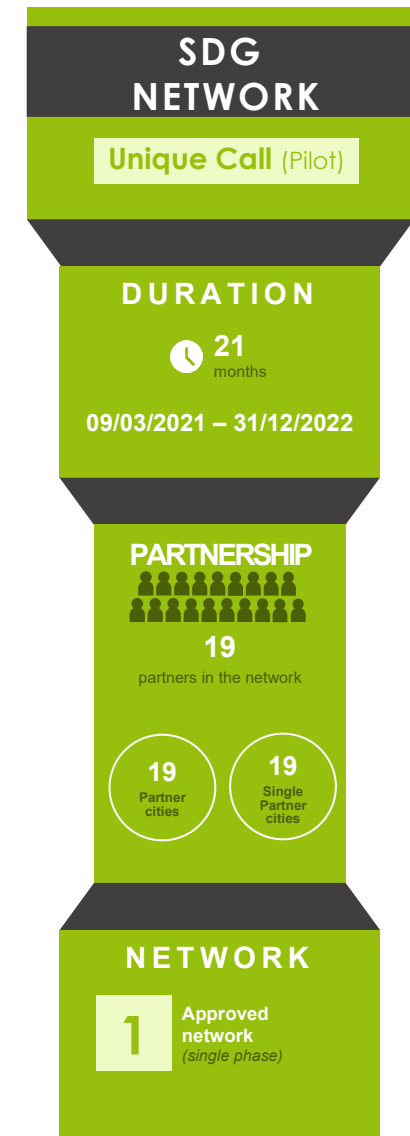 SDG
NETWORK
Unique Call (Pilot)
DURATION
21
months
09/03/2021 – 31/12/2022
PARTNERSHIP
19
partners in the network
19
Partner
cities
19
Single
Partner
cities
NETWORK
1
Approved
network
(single phase)